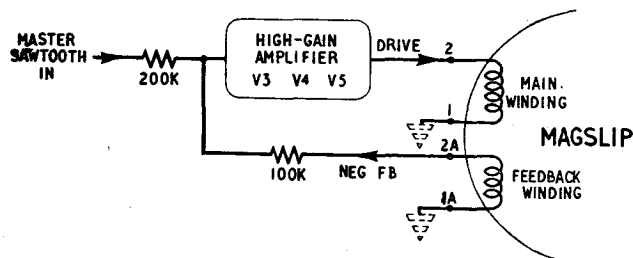 MASTER
SAWTOOTH
IN
200K
HIGH-GAIN
AMPLIFIER
V3 V4 V5
DRIVE
2
MAIN.
WINDING
1
MAGSLIP
2A
100K
NEG FB
FEEDBACK
WINDING
1A